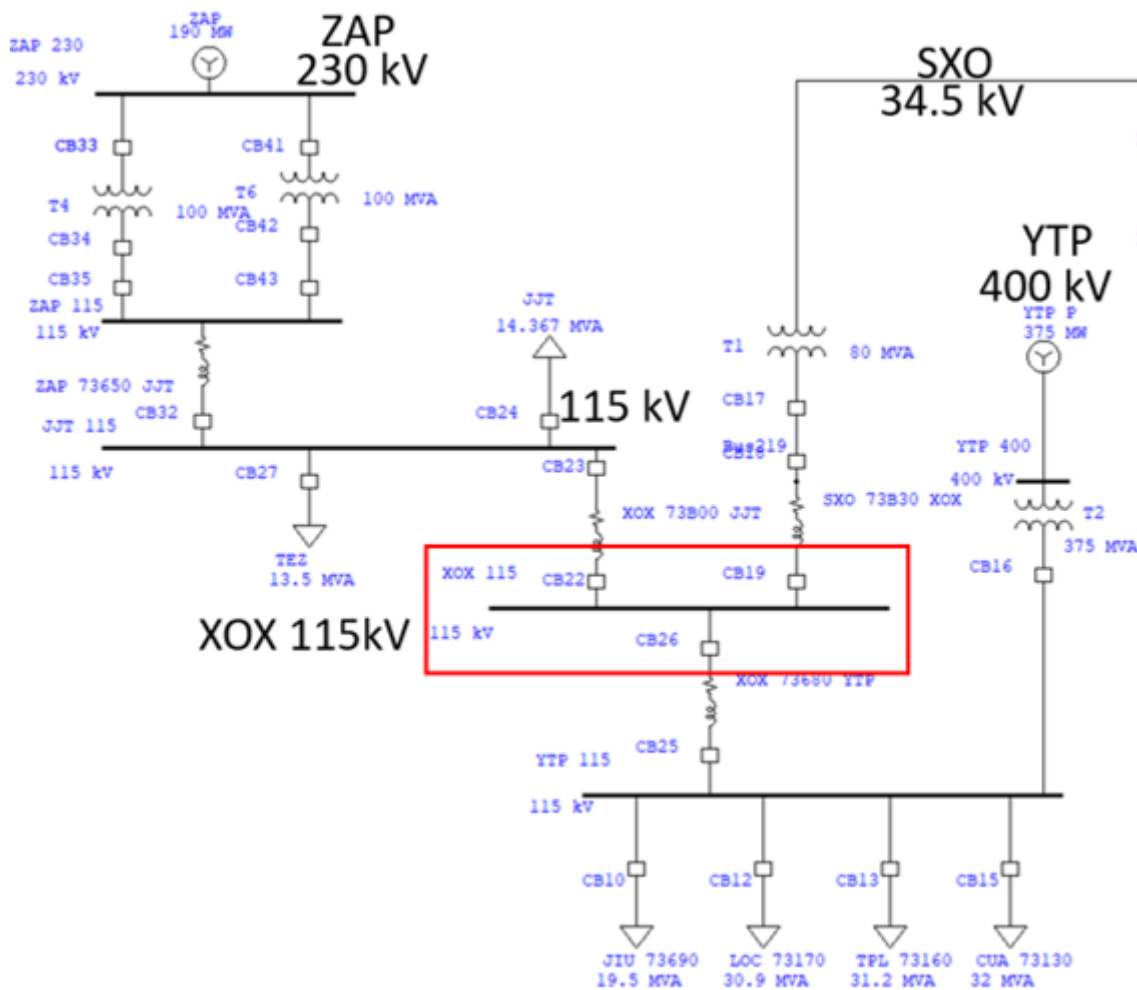 ZAP
190 MW
ZAP 230
230 kV
ZAP
230 kV
SXO
34.5 kV
CB33
CB41
T4
100 MVA
T6
100 MVA
CB34
CB42
CB35
CB43
ZAP 115
115 kV
YTP
400 kV
YTP P
375 MW
JJT
14.367 MVA
T1
80 MVA
ZAP 73650 JJT
CB32
CB24
115 kV
CB17
JJT 115
115 kV
CB27
CB23
Bus219
CB18
YTP 400
400 kV
XOX 73B00 JJT
SXO 73B30 XOX
T2
375 MVA
TEZ
13.5 MVA
XOX 115
CB22
CB19
CB16
XOX 115kV
115 kV
CB26
XOX 73680 YTP
YTP 115
CB25
115 kV
CB10
CB12
CB13
CB15
JIU 73690
19.5 MVA
LOC 73170
30.9 MVA
TPL 73160
31.2 MVA
CUA 73130
32 MVA